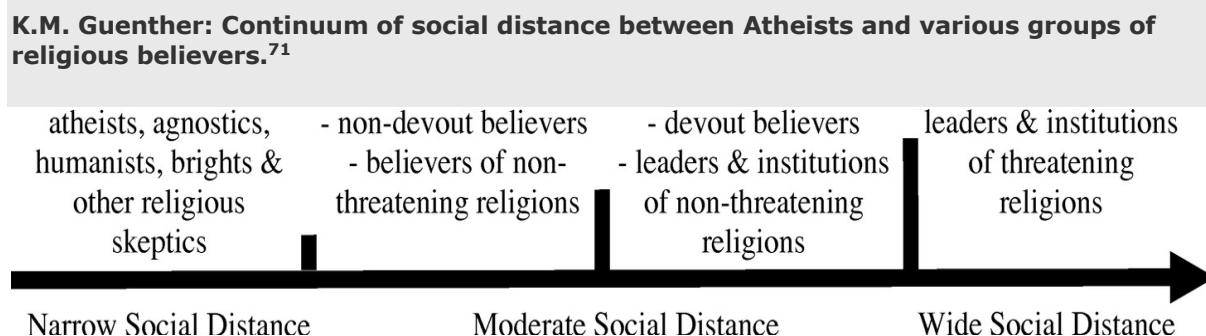 K.M. Guenther: Continuum of social distance between Atheists and various groups of
religious believers.71
atheists, agnostics,
humanists, brights &
other religious
skeptics
- non-devout believers
- believers of non-
threatening religions
- devout believers
- leaders & institutions
of non-threatening
religions
leaders & institutions
of threatening
religions
Narrow Social Distance
Moderate Social Distance
Wide Social Distance